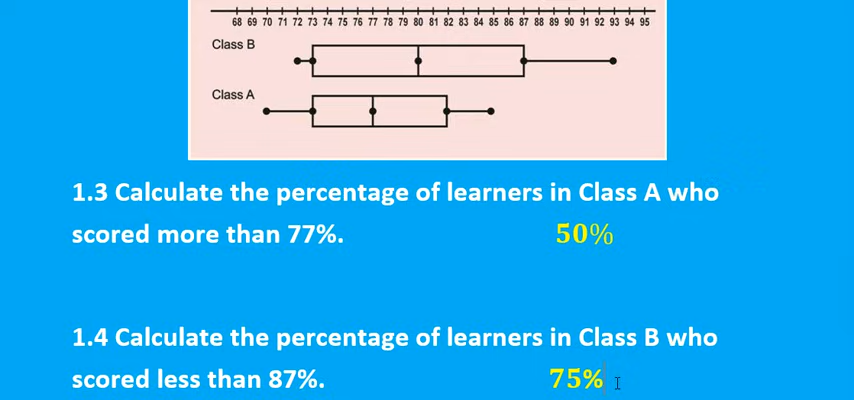 68 69 70 71 72 73 74 75 76 77 78 79 80 81 82 83 84 85 86 87 88 89 90 91 92 93 94 95
Class B
Class A
1.3 Calculate the percentage of learners in Class A who
scored more than 77%. 50%
1.4 Calculate the percentage of learners in Class B who
scored less than 87%. 75%